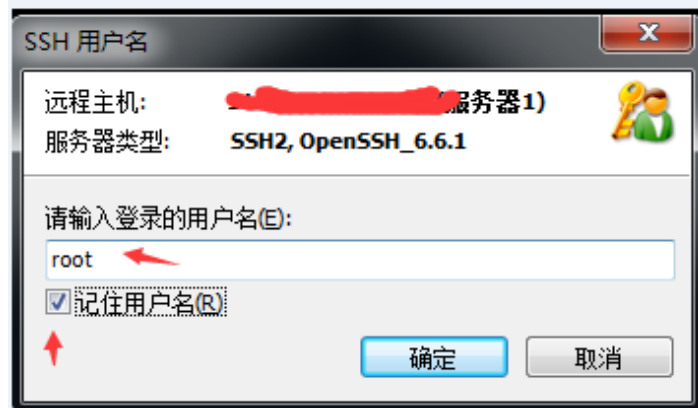 SSH 用户名
远程主机: 服务器1)
服务器类型: SSH2, OpenSSH_6.6.1
请输入登录的用户名(E):
root
记住用户名(R)
确定 取消